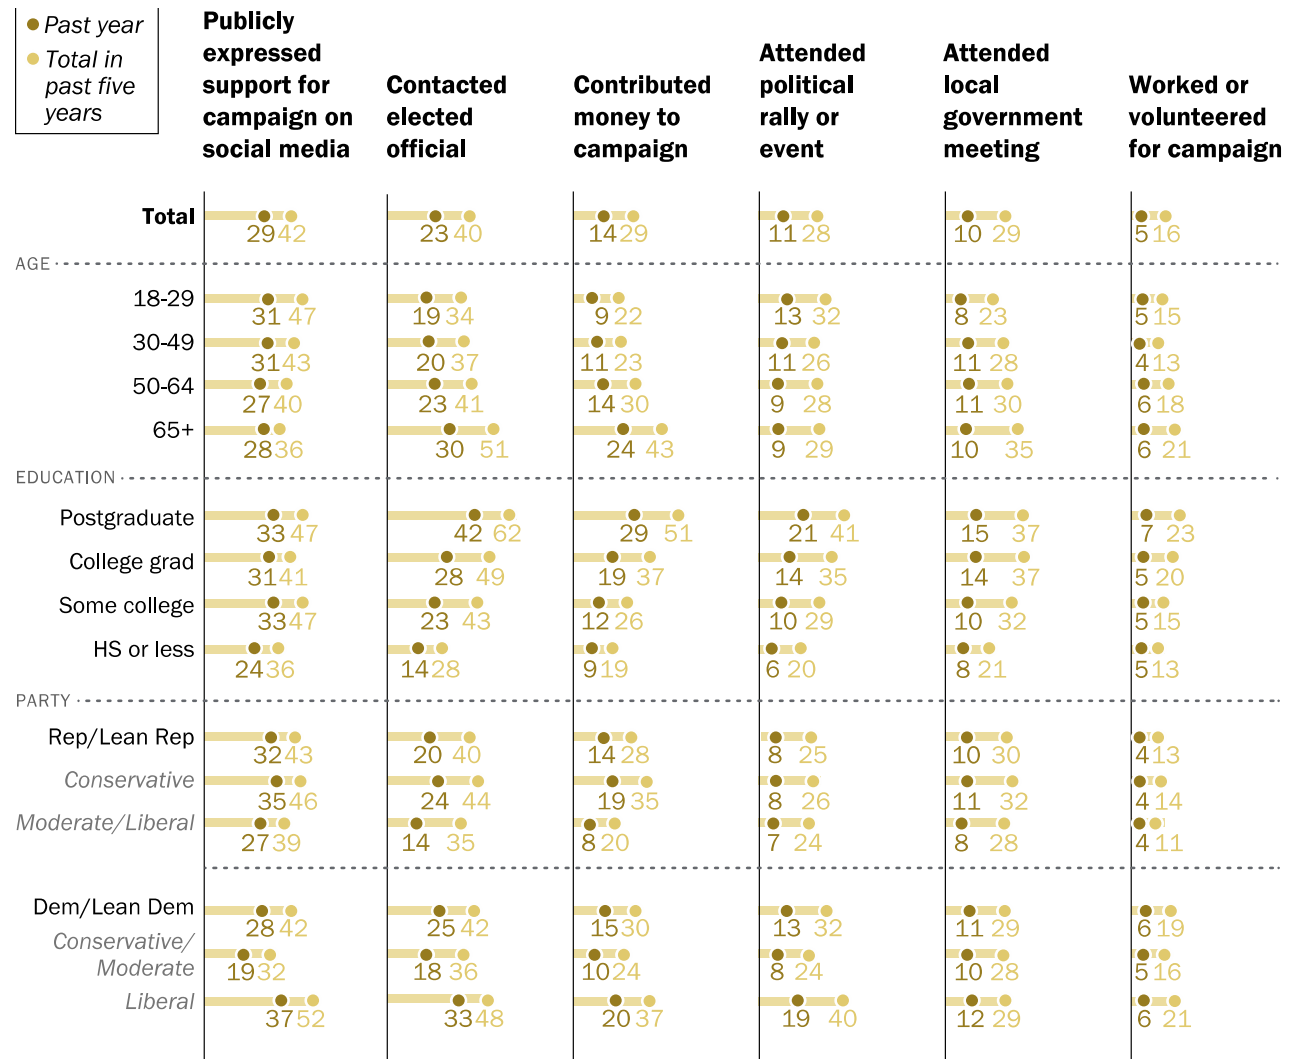 Past year
Total in
past five
years
Publicly
expressed
support for
campaign on
social media
Contacted
elected
official
Contributed
money to
campaign
Attended
political
rally or
event
Attended
local
government
meeting
Worked or
volunteered
for campaign
Total
29 42 23 40 14 29 11 28 10 29 5 16
AGE
18-29
31 47 19 34 9 22 13 32 8 23 5 15
30-49
31 43 20 37 11 23 11 26 11 28 4 13
50-64
27 40 23 41 14 30 9 28 11 30 6 18
65+
28 36 30 51 24 43 9 29 10 35 6 21
EDUCATION
Postgraduate
33 47 42 62 29 51 21 41 15 37 7 23
College grad
31 41 28 49 19 37 14 35 14 37 5 20
Some college
33 47 23 43 12 26 10 29 10 32 5 15
HS or less
24 36 14 28 9 19 6 20 8 21 5 13
PARTY
Rep/Lean Rep
32 43 20 40 14 28 8 25 10 30 4 13
Conservative
35 46 24 44 19 35 8 26 11 32 4 14
Moderate/Liberal
27 39 14 35 8 20 7 24 8 28 4 11
Dem/Lean Dem
28 42 25 42 15 30 13 32 11 29 6 19
Conservative/
Moderate
19 32 18 36 10 24 8 24 10 28 5 16
Liberal
37 52 33 48 20 37 19 40 12 29 6 21